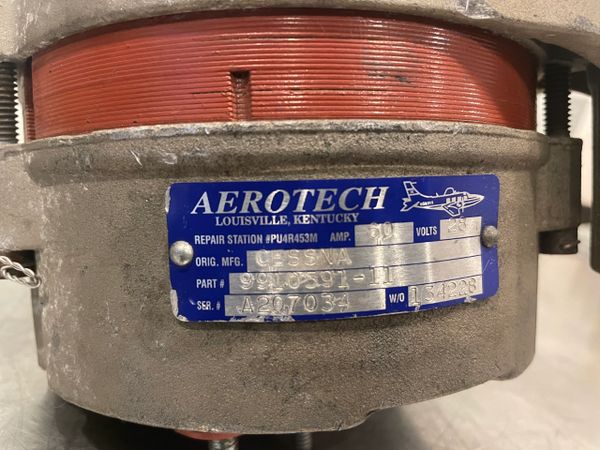 AEROTECH
LOUISVILLE, KENTUCKY
REPAIR STATION #PU4R453M AMP. 60 VOLTS 28
ORIG. MFG. CESSNA
PART # 9910591-11
SER. # A207034 W/O 134228